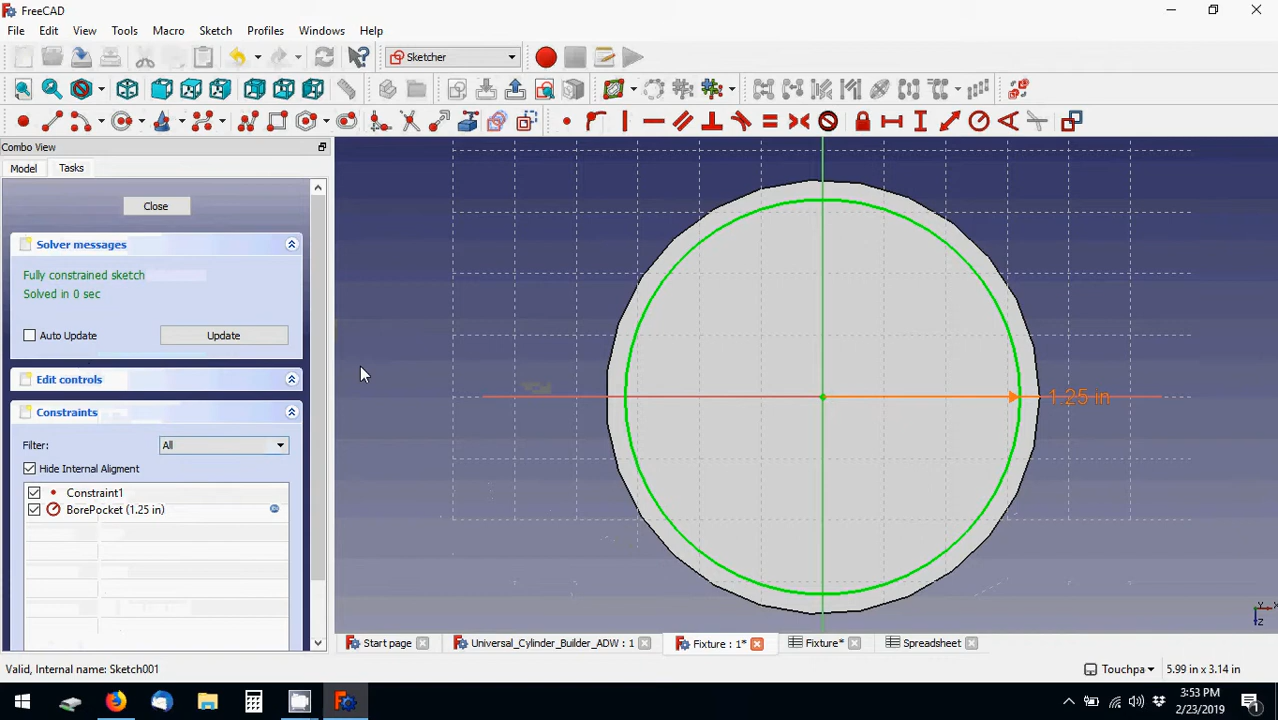 FreeCAD
File Edit View Tools Macro Sketch Profiles Windows Help
Sketcher
Combo View
Model Tasks
Close
Solver messages
Fully constrained sketch
Solved in 0 sec
Auto Update Update
Edit controls
Constraints
Filter: All
Hide Internal Aligment
Constraint1
BorePocket (1.25 in)
1.25 in
Y
X
Z
Start page Universal_Cylinder_Builder_ADW : 1 Fixture : 1* Fixture* Spreadsheet
Valid, Internal name: Sketch001 Touchpa 5.99 in x 3.14 in
3:53 PM
2/23/2019
1